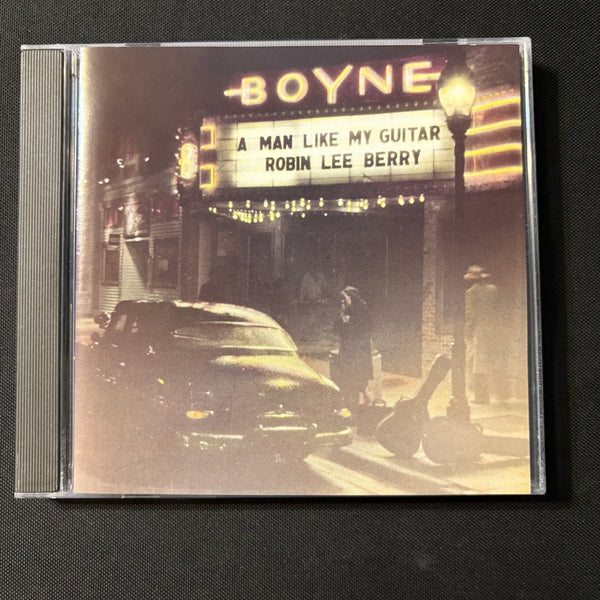 BOYNE
A MAN LIKE MY GUITAR
ROBIN LEE BERRY